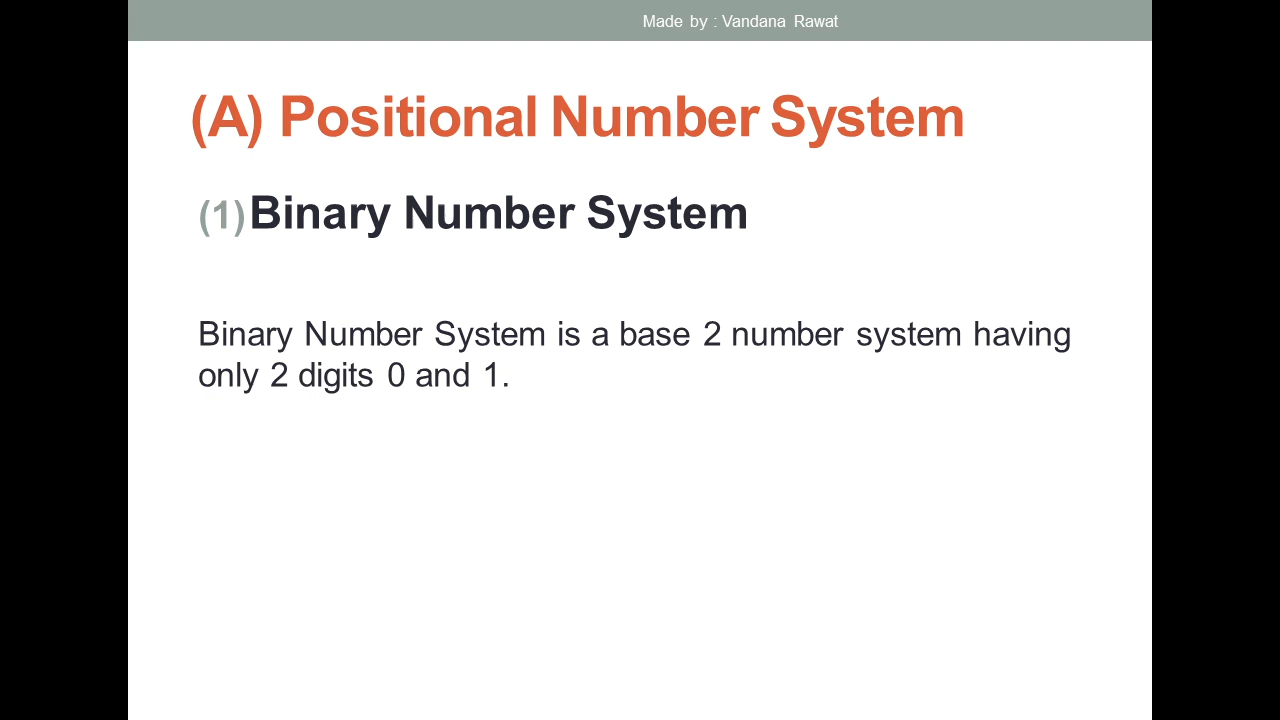 Made by : Vandana Rawat
(A) Positional Number System
(1) Binary Number System
Binary Number System is a base 2 number system having
only 2 digits 0 and 1.